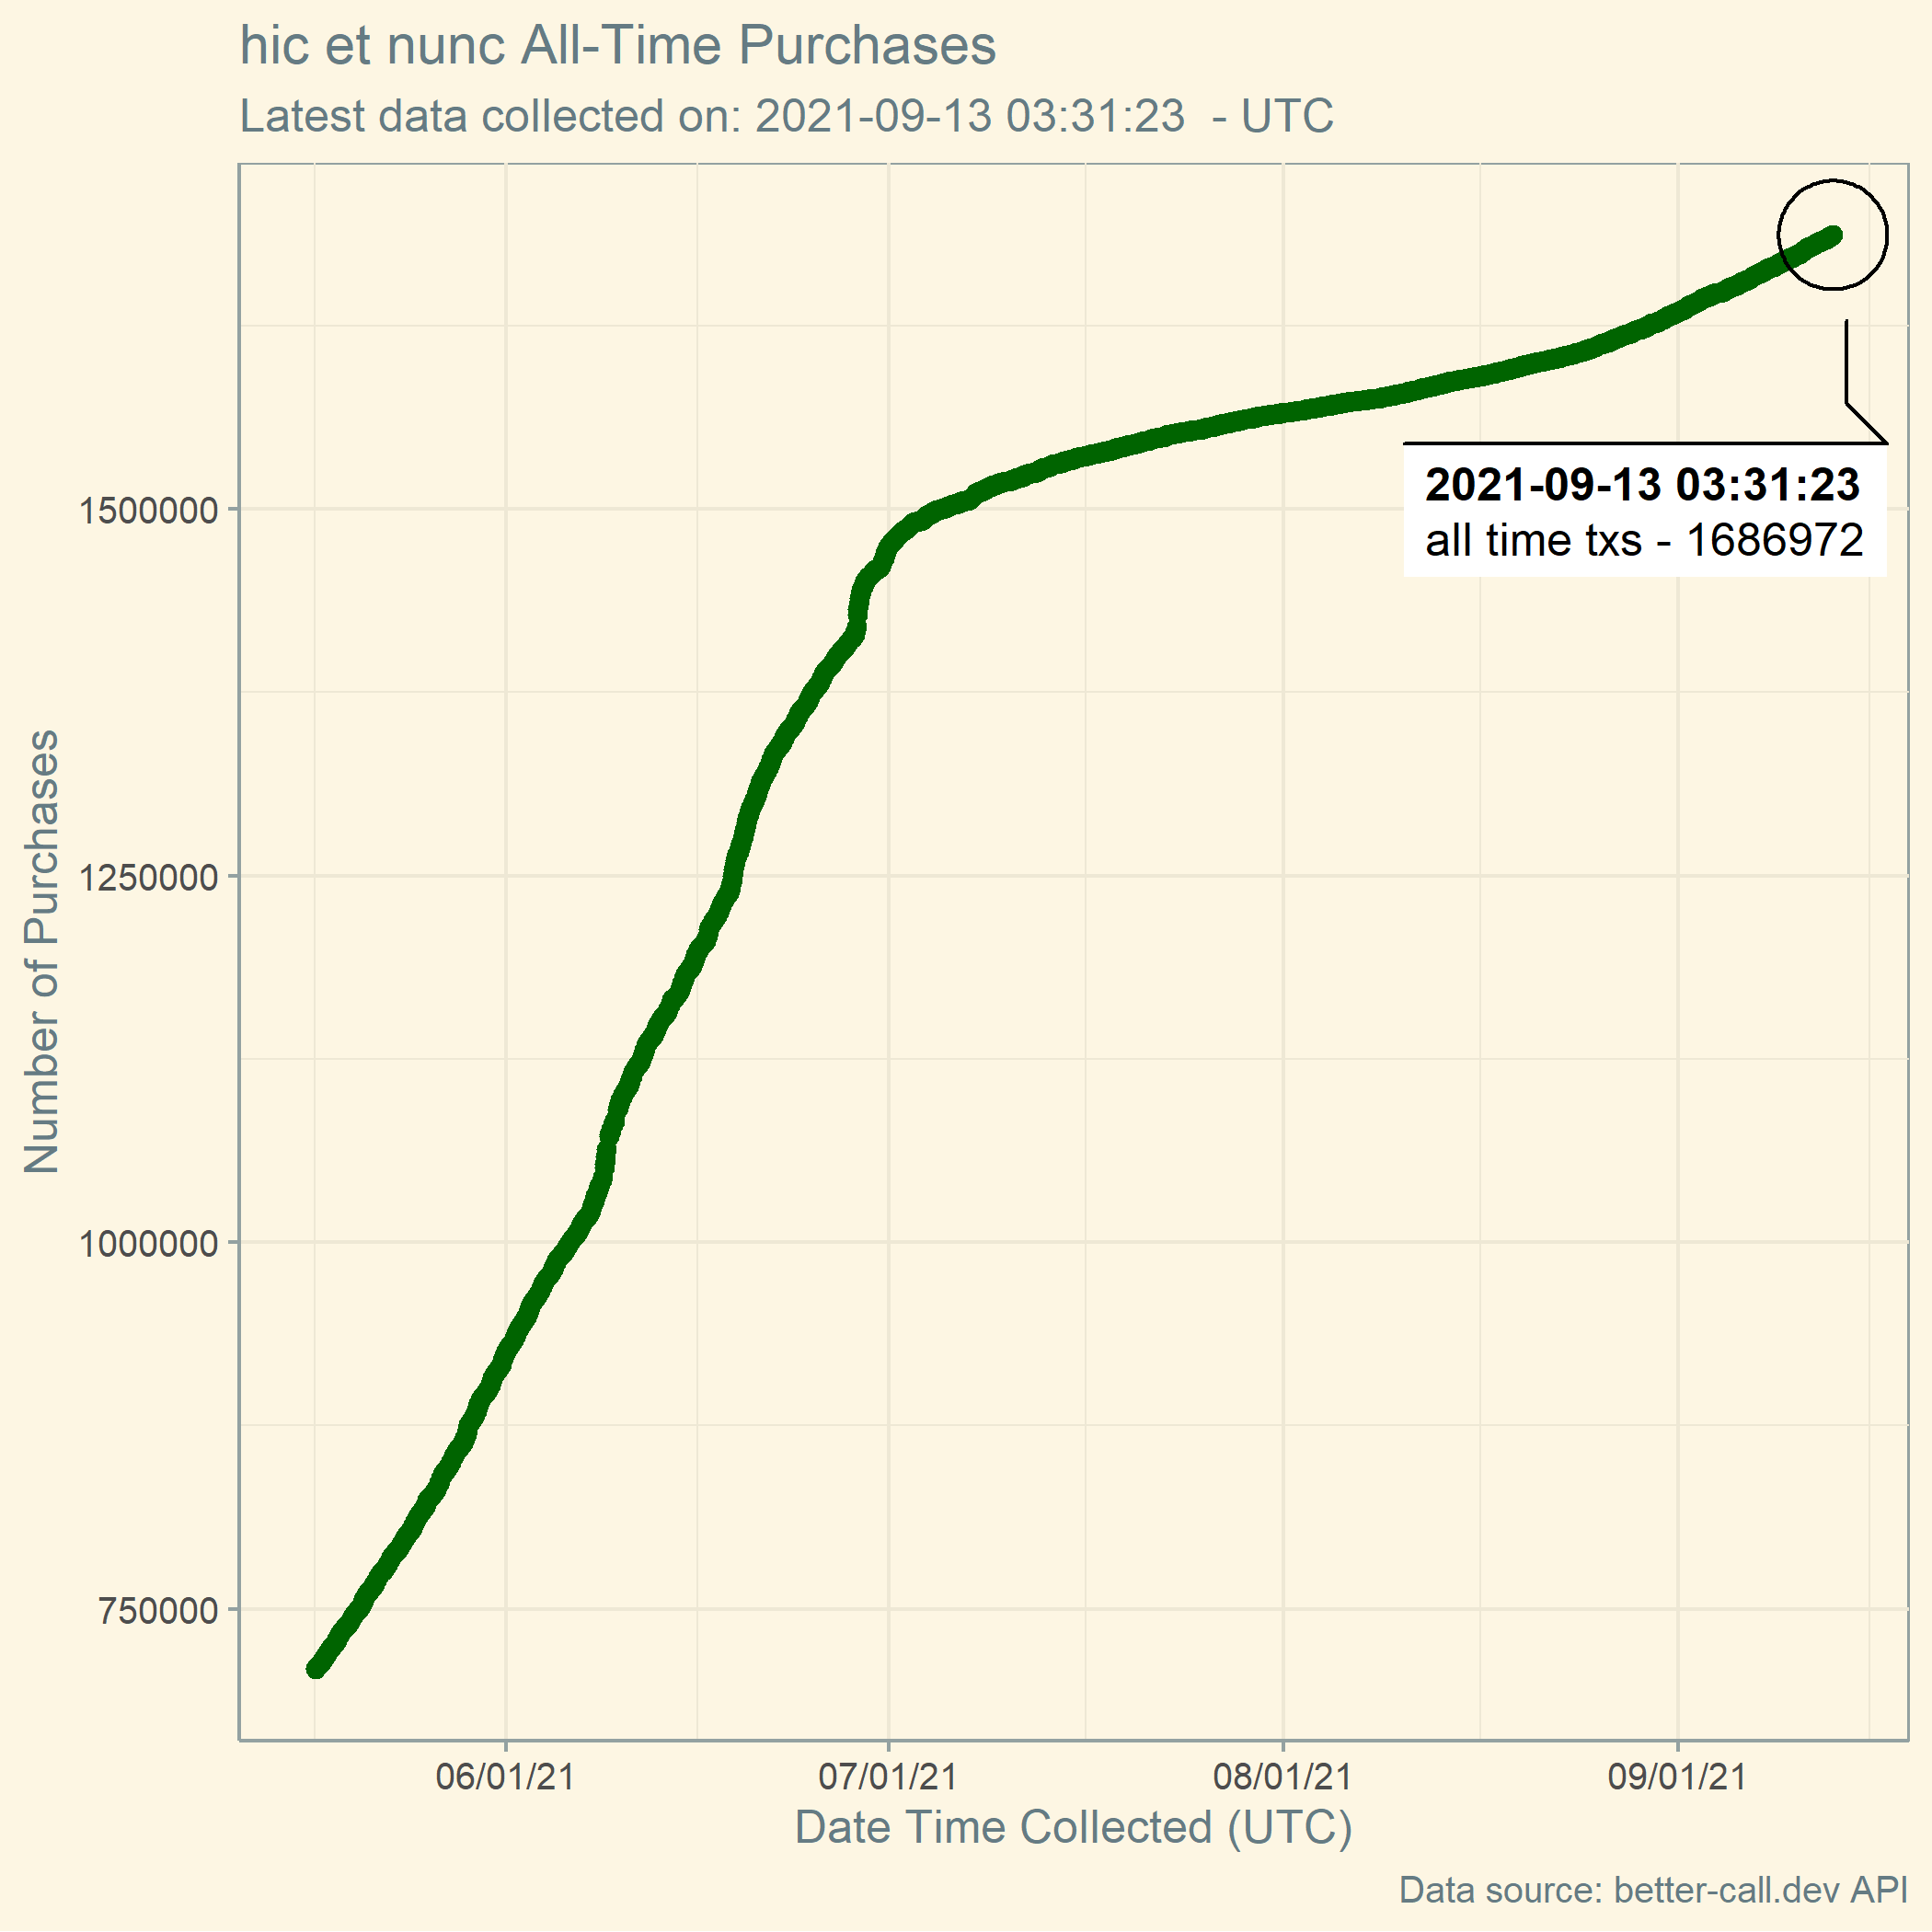 hic et nunc All-Time Purchases
Latest data collected on: 2021-09-13 03:31:23  - UTC
2021-09-13 03:31:23
all time txs - 1686972
Number of Purchases
1500000
1250000
1000000
750000
06/01/21
07/01/21
08/01/21
09/01/21
Date Time Collected (UTC)
Data source: better-call.dev API